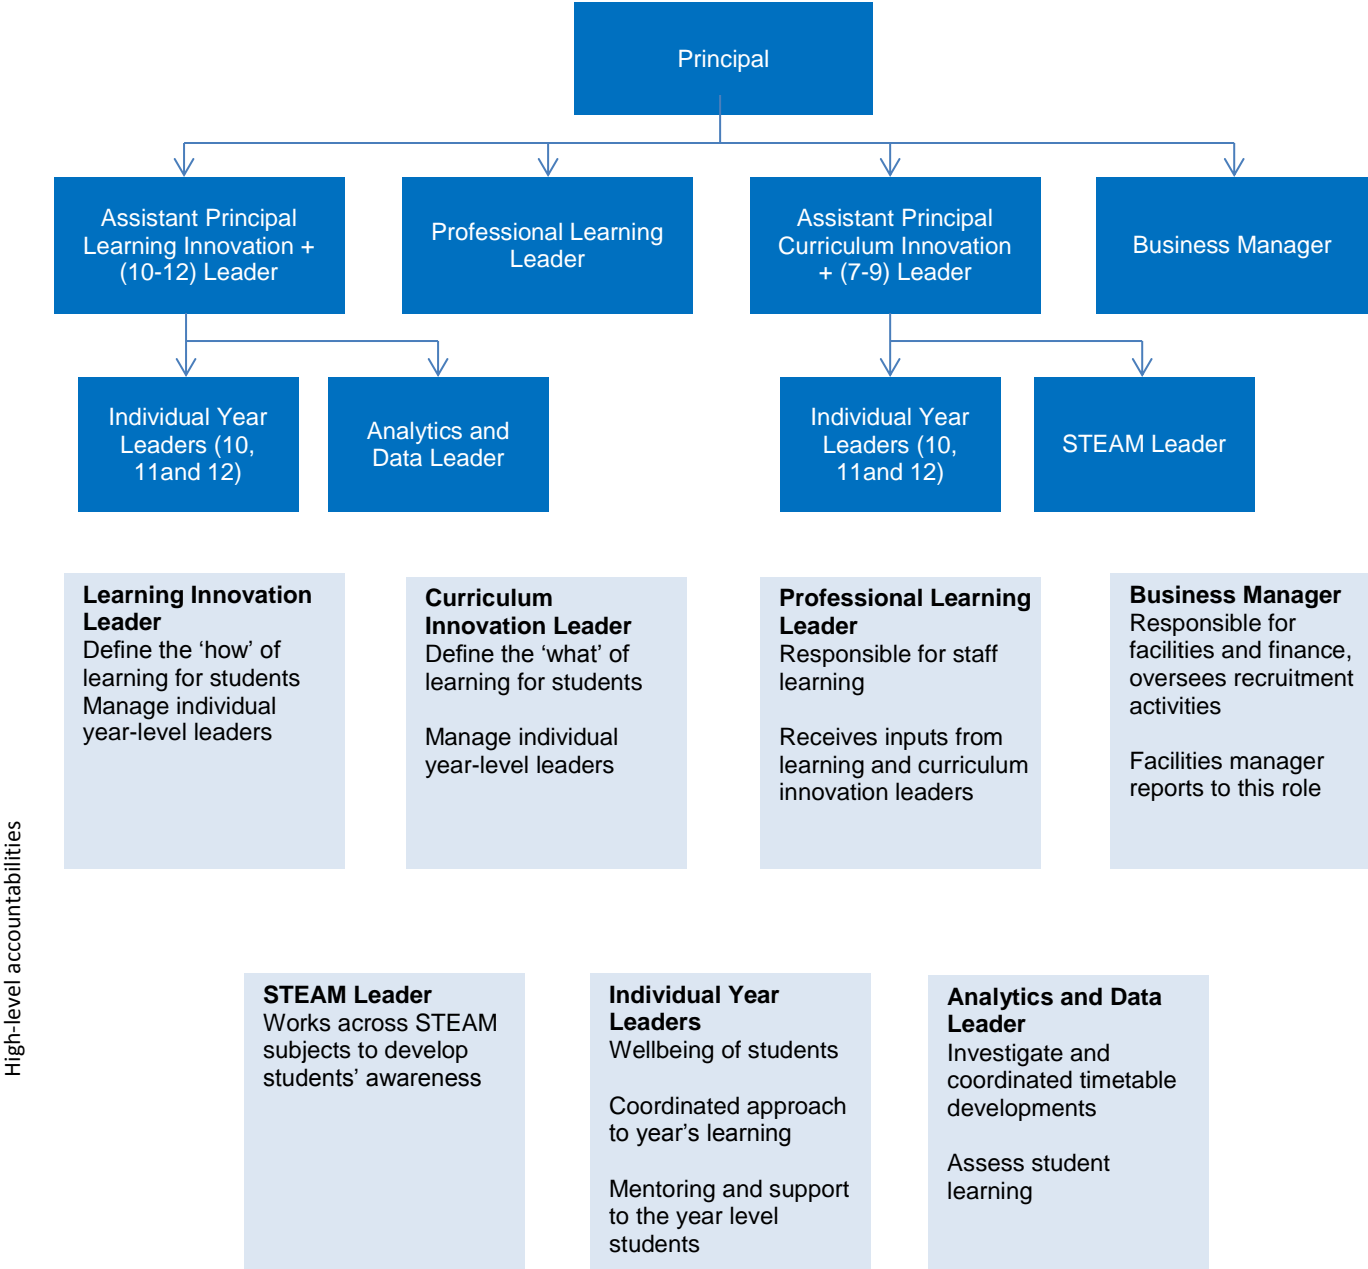 Principal
Assistant Principal
Learning Innovation +
(10-12) Leader
Professional Learning
Leader
Assistant Principal
Curriculum Innovation
+ (7-9) Leader
Business Manager
Individual Year
Leaders (10,
11and 12)
Analytics and
Data Leader
Individual Year
Leaders (10,
11and 12)
STEAM Leader
High-level accountabilities
Learning Innovation
Leader
Define the ‘how’ of
learning for students
Manage individual
year-level leaders
Curriculum
Innovation Leader
Define the ‘what’ of
learning for students
Manage individual
year-level leaders
Professional Learning
Leader
Responsible for staff
learning
Receives inputs from
learning and curriculum
innovation leaders
Business Manager
Responsible for
facilities and finance,
oversees recruitment
activities
Facilities manager
reports to this role
STEAM Leader
Works across STEAM
subjects to develop
students’ awareness
Individual Year
Leaders
Wellbeing of students
Coordinated approach
to year’s learning
Mentoring and support
to the year level
students
Analytics and Data
Leader
Investigate and
coordinated timetable
developments
Assess student
learning